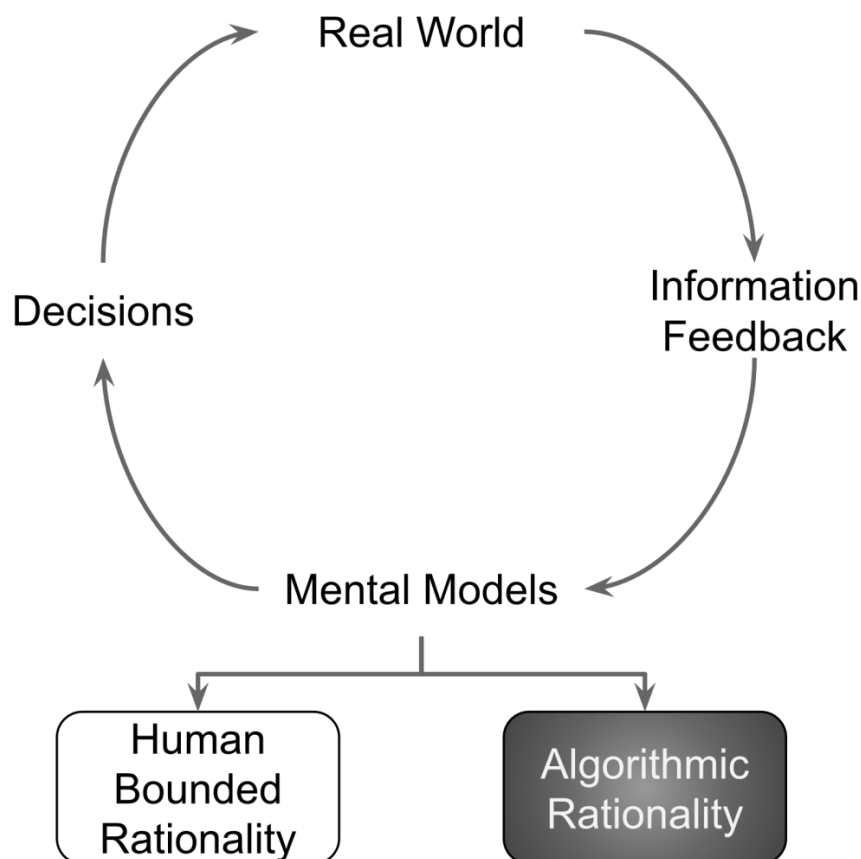 Real World
Information
Feedback
Decisions
Mental Models
Human
Bounded
Rationality
Algorithmic
Rationality